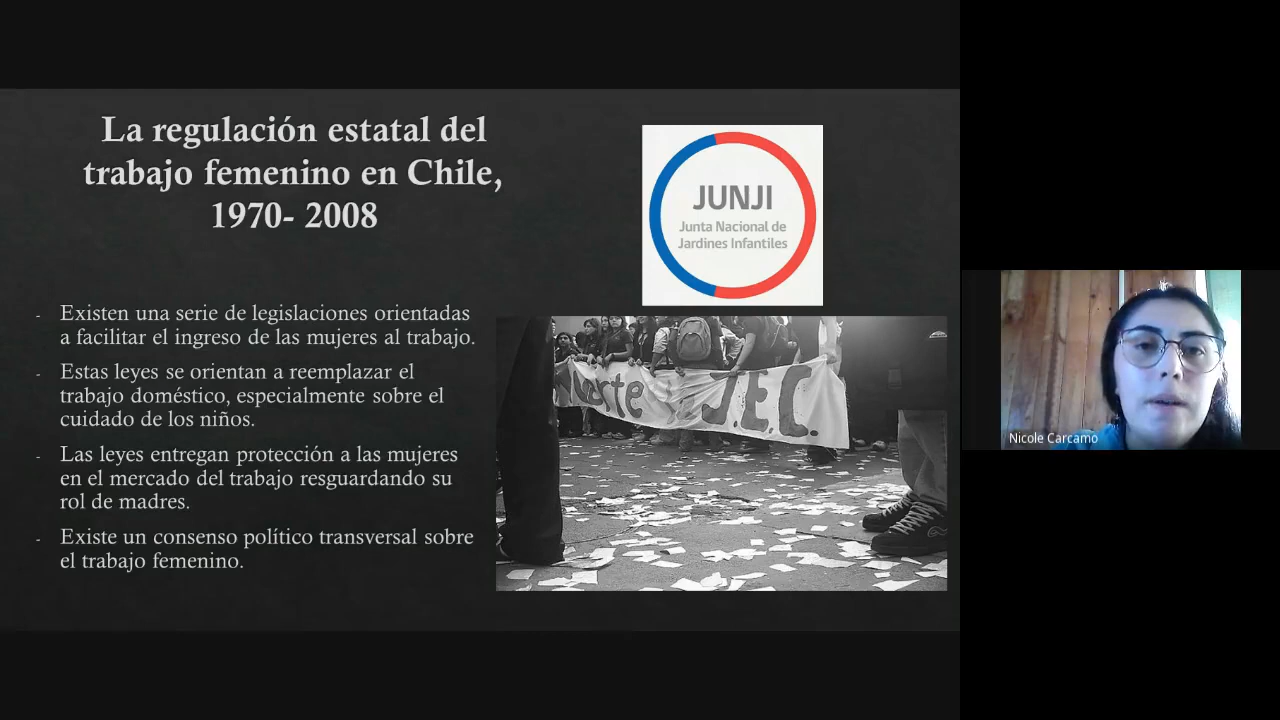 La regulación estatal del
trabajo femenino en Chile,
1970- 2008
- Existen una serie de legislaciones orientadas
a facilitar el ingreso de las mujeres al trabajo.
- Estas leyes se orientan a reemplazar el
trabajo doméstico, especialmente sobre el
cuidado de los niños.
- Las leyes entregan protección a las mujeres
en el mercado del trabajo resguardando su
rol de madres.
- Existe un consenso político transversal sobre
el trabajo femenino.
JUNJI
Junta Nacional de
Jardines Infantiles
J.E.C.
Nicole Carcamo